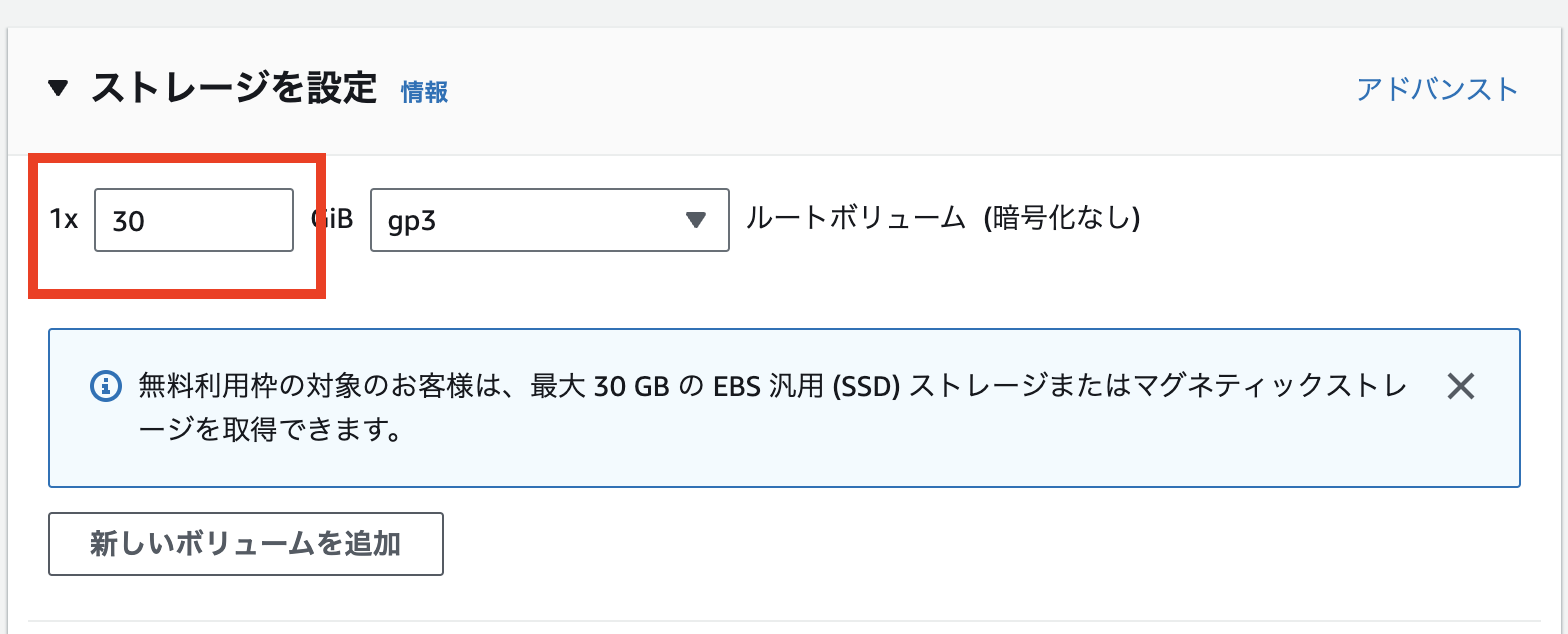 ▼ ストレージを設定 情報 アドバンスト
1x 30 GiB gp3 ルートボリューム (暗号化なし)
無料利用枠の対象のお客様は、最大 30 GB の EBS 汎用 (SSD) ストレージまたはマグネティックストレ
ージを取得できます。
新しいボリュームを追加